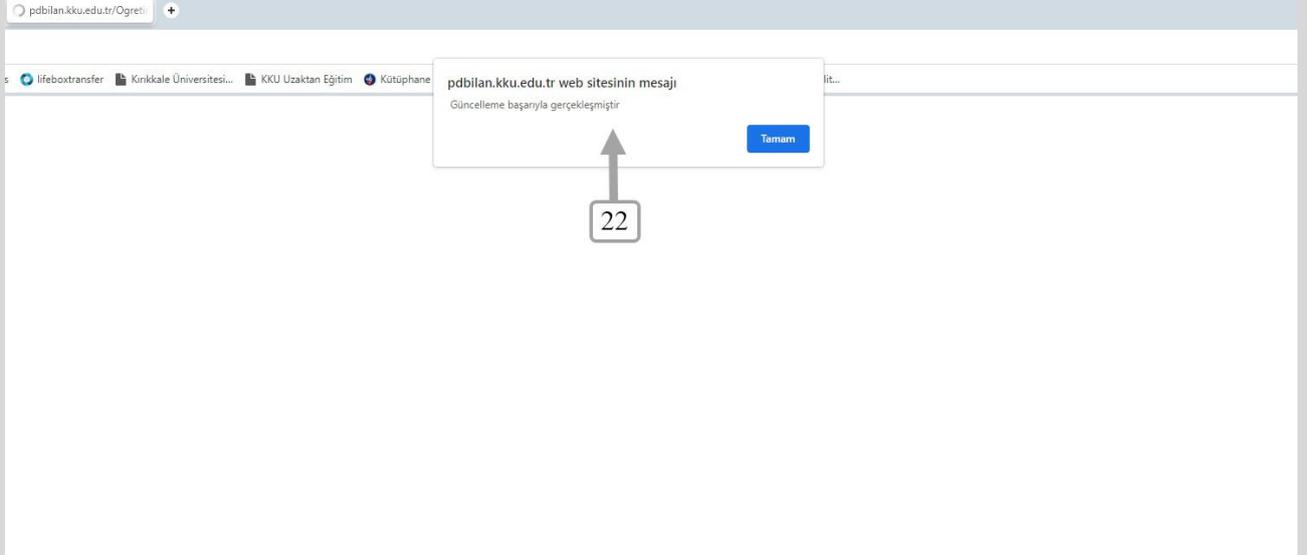 pdbilan.kku.edu.tr/Ogreti
s lifeboxtransfer Kırıkkale Üniversitesi... KKU Uzaktan Eğitim Kütüphane lit...
pdbilan.kku.edu.tr web sitesinin mesajı
Güncelleme başarıyla gerçekleşmiştir
Tamam
22